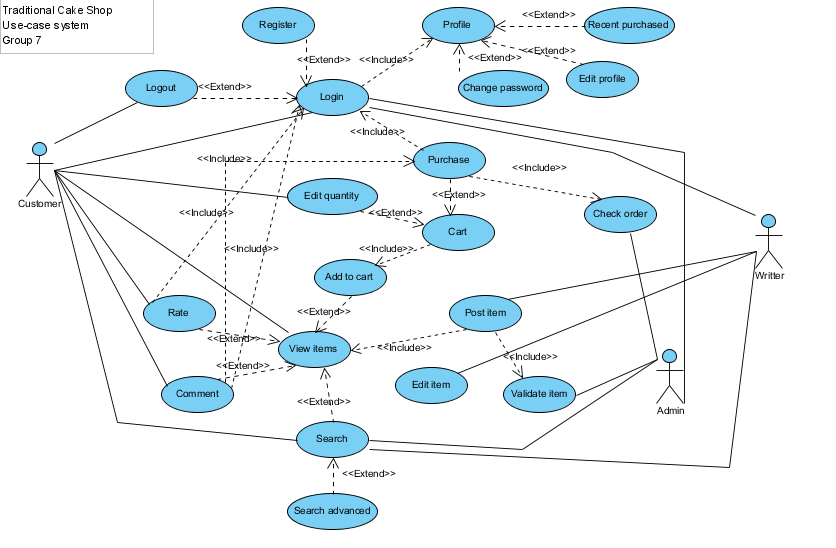 Traditional Cake Shop
Use-case system
Group 7
Register
Profile
<<Extend>>
Recent purchased
<<Extend>>
<<Include>>
<<Extend>>
<<Extend>>
Edit profile
Logout
<<Extend>>
Login
Change password
<<Include>>
<<Include>>
Purchase
<<Include>>
Customer
Edit quantity
<<Extend>>
<<Include>>
<<Extend>>
Check order
Cart
<<Include>>
<<Include>>
Add to cart
Writter
Rate
<<Extend>>
Post item
<<Extend>>
View items
<<Include>>
<<Include>>
<<Extend>>
Comment
Edit item
Validate item
Admin
<<Extend>>
Search
<<Extend>>
Search advanced